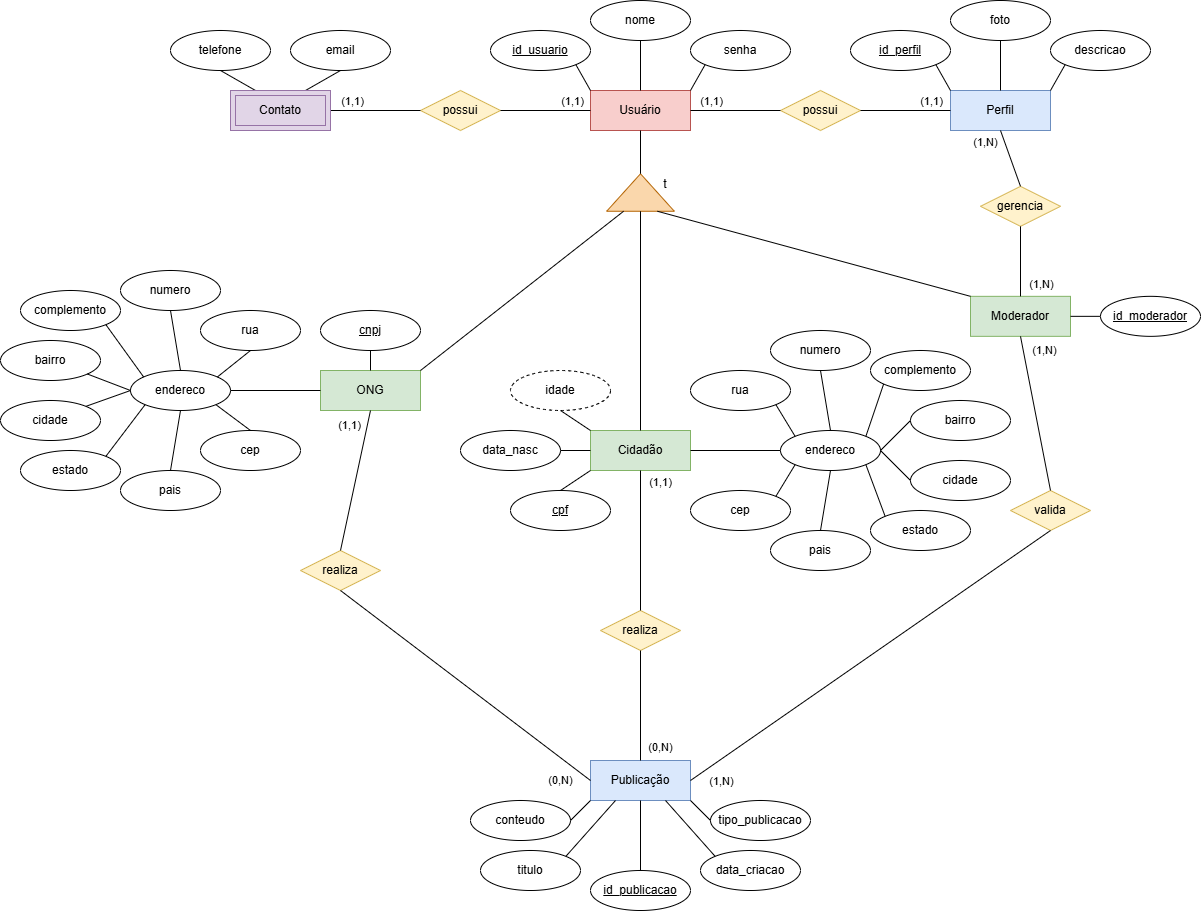 nome
foto
telefone
email
id_usuario
senha
id_perfil
descricao
(1,1)
(1,1)
(1,1)
(1,1)
Contato
possui
Usuário
possui
Perfil
(1,N)
t
gerencia
(1,N)
numero
complemento
rua
cnpj
Moderador
id_moderador
bairro
numero
(1,N)
endereco
ONG
idade
rua
complemento
cidade
(1,1)
bairro
estado
cep
data_nasc
Cidadão
endereco
pais
(1,1)
cidade
cpf
cep
estado
valida
pais
realiza
realiza
(0,N)
(0,N)
Publicação
(1,N)
conteudo
tipo_publicacao
titulo
data_criacao
id_publicacao